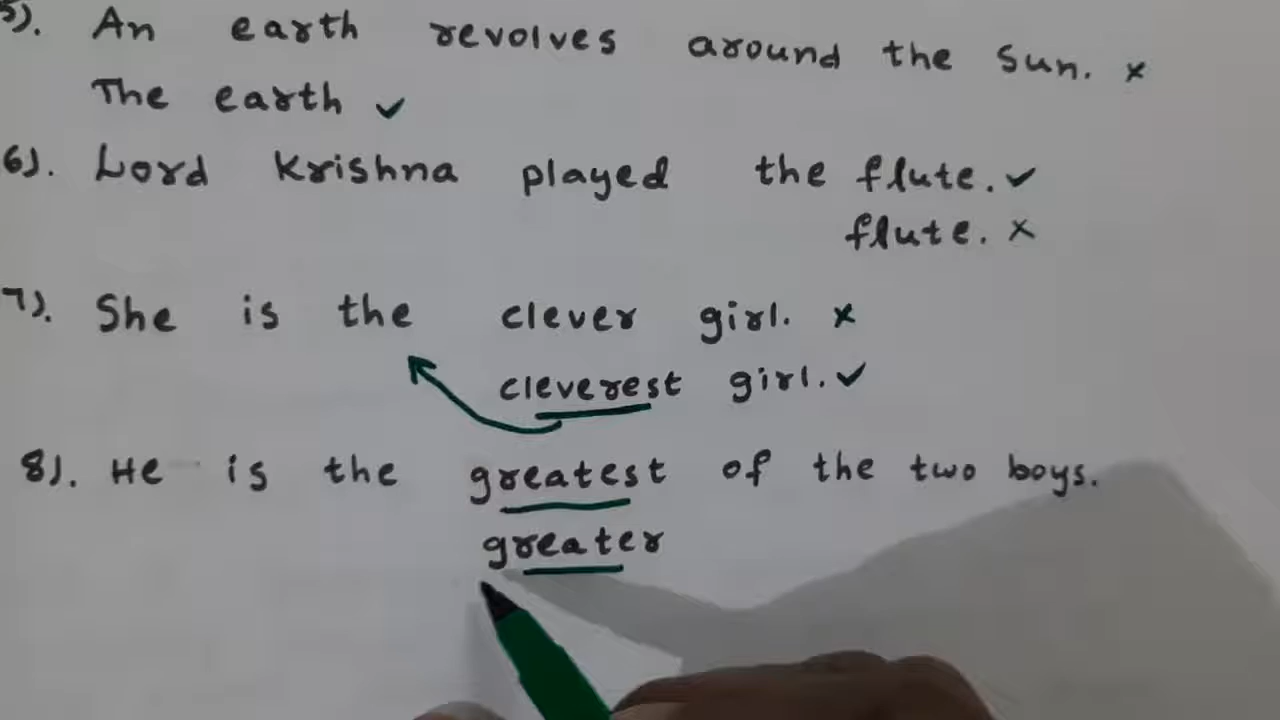 5). An earth revolves around the sun. ×
The earth ✓
6). Lord Krishna played the flute. ✓
flute. ×
7). She is the clever girl. ×
cleverest girl. ✓
8). He is the greatest of the two boys.
greater